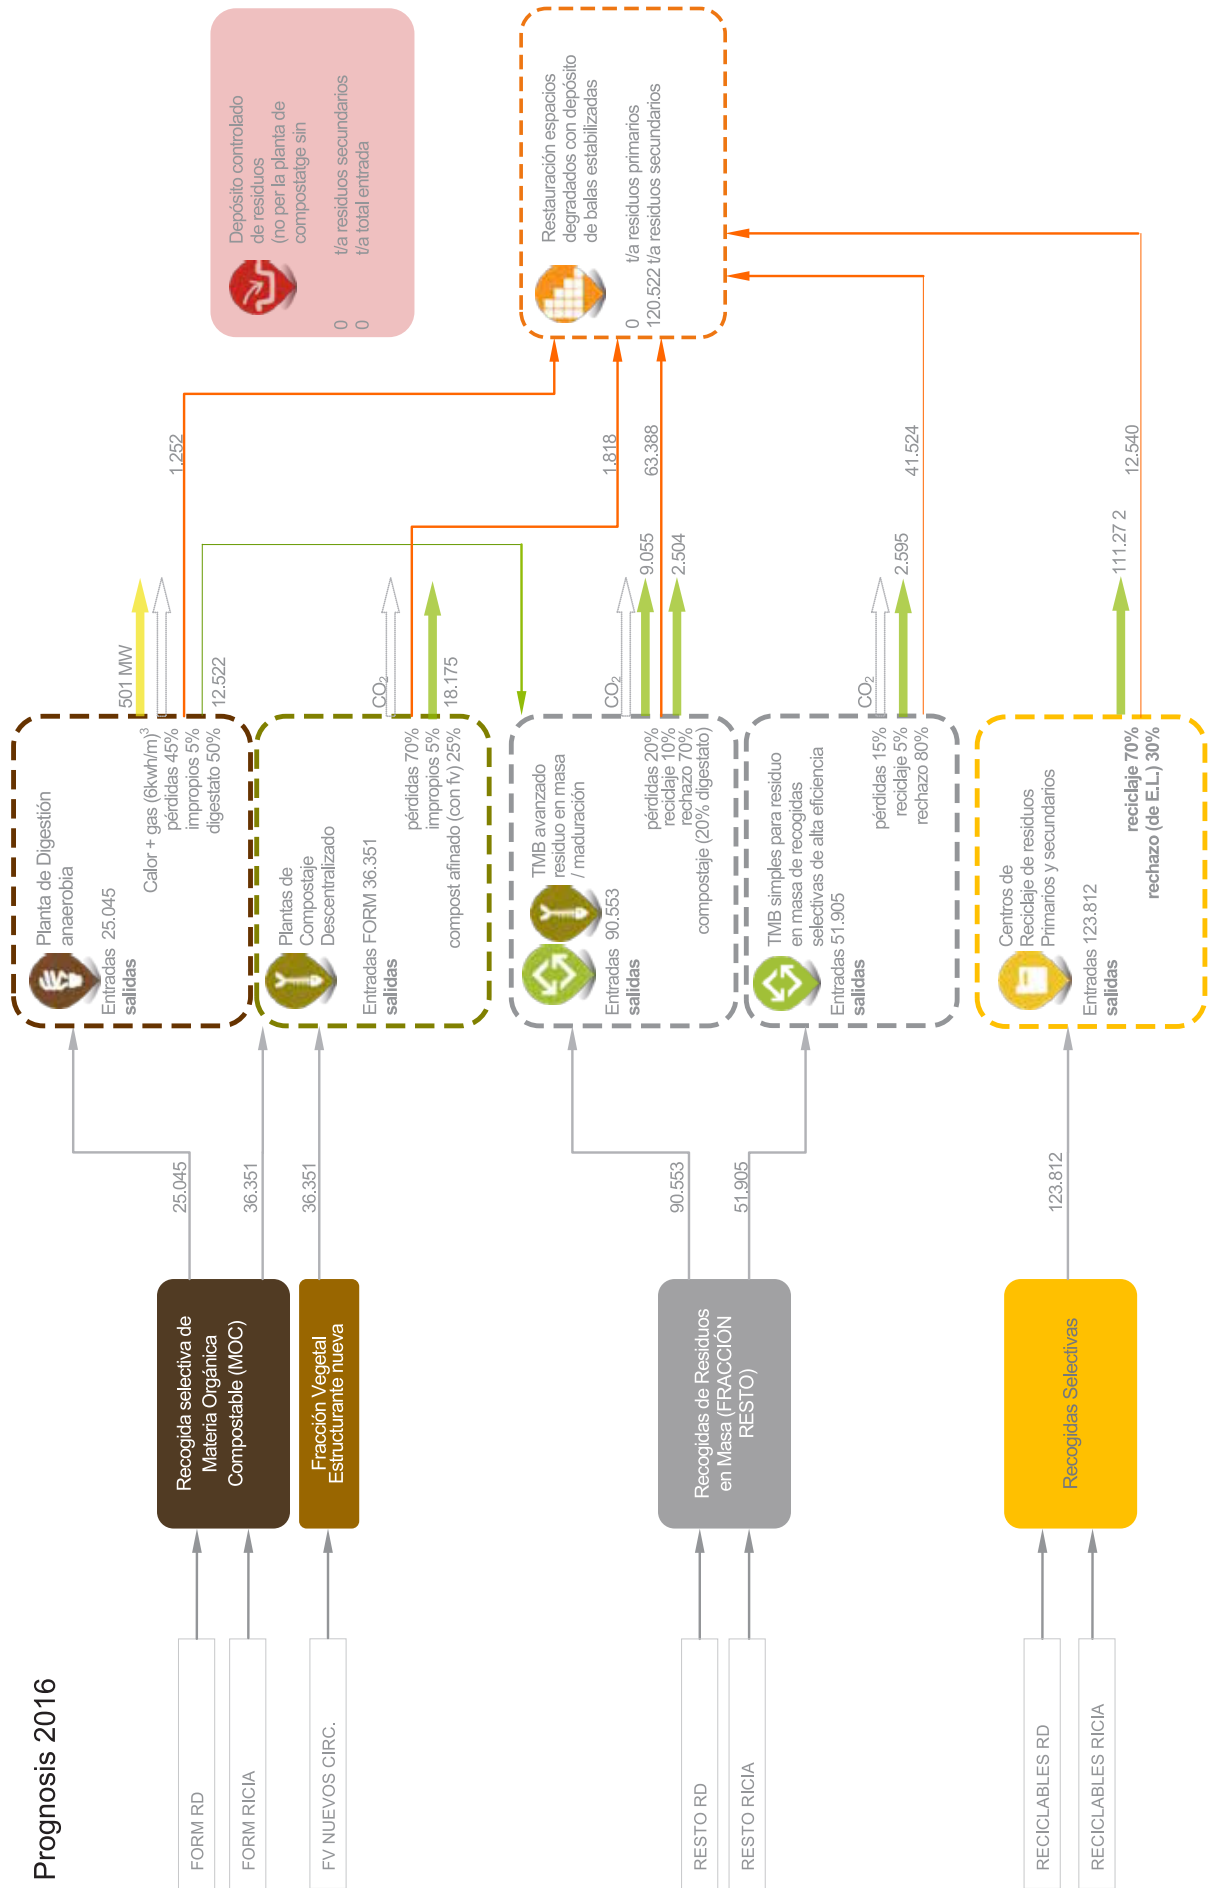 Prognosis 2016
FORM RD
FORM RICIA
FV NUEVOS CIRC.
RESTO RD
RESTO RICIA
RECICLABLES RD
RECICLABLES RICIA
Recogida selectiva de
Materia Orgánica
Compostable (MOC)
Fracción Vegetal
Estructurante nueva
Recogidas de Residuos
en Masa (FRACCIÓN
RESTO)
Recogidas Selectivas
25.045
36.351
36.351
90.553
51.905
123.812
Planta de Digestión
anaerobia
Entradas 25.045
salidas
Calor + gas (6kwh/m)3
pérdidas 45%
impropios 5%
digestato 50%
Plantas de
Compostaje
Descentralizado
Entradas FORM 36.351
salidas
pérdidas 70%
impropios 5%
compost afinado (con fv) 25%
TMB avanzado
residuo en masa
/ maduración
Entradas 90.553
salidas
pérdidas 20%
reciclaje 10%
rechazo 70%
compostaje (20% digestato)
TMB simples para residuo
en masa de recogidas
selectivas de alta eficiencia
Entradas 51.905
salidas
pérdidas 15%
reciclaje 5%
rechazo 80%
Centros de
Reciclaje de residuos
Primarios y secundarios
Entradas 123.812
salidas
reciclaje 70%
rechazo (de E.L.) 30%
501 MW
12.522
1.252
CO2
18.175
1.818
CO2
9.055
63.388
2.504
CO2
2.595
41.524
111.27 2
12.540
Depósito controlado
de residuos
(no per la planta de
compostatge sin
0 t/a residuos secundarios
0 t/a total entrada
Restauración espacios
degradados con depósito
de balas estabilizadas
0 t/a residuos primarios
120.522 t/a residuos secundarios